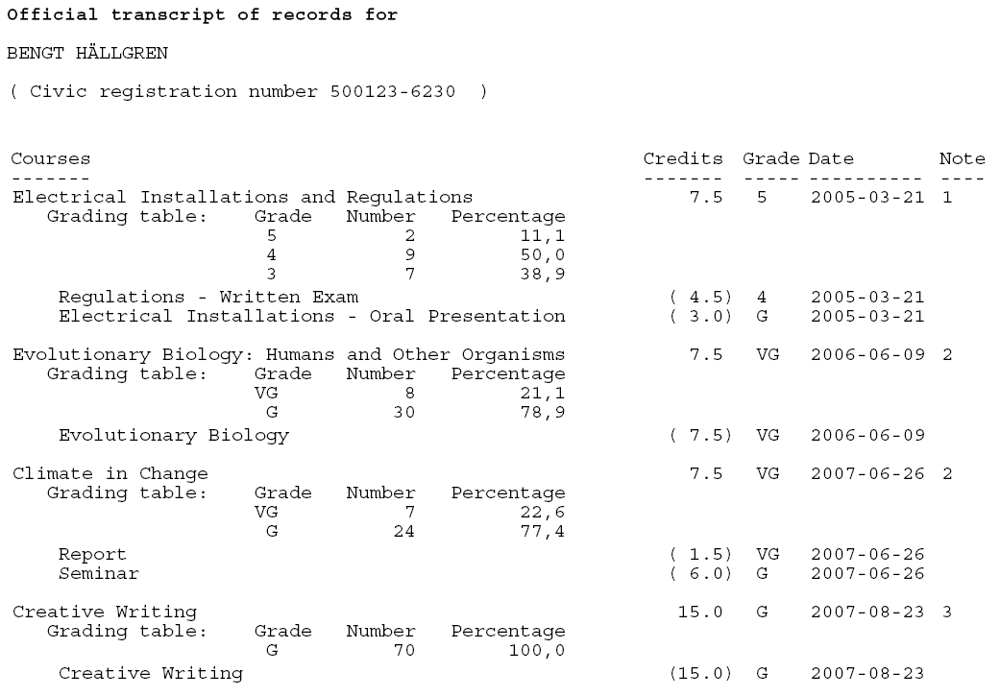 Official transcript of records for
BENGT HÄLLGREN
( Civic registration number 500123-6230 )
Courses Credits Grade Date Note
------- ------- ----- ---------- ----
Electrical Installations and Regulations 7.5 5 2005-03-21 1
Grading table: Grade Number Percentage
5 2 11,1
4 9 50,0
3 7 38,9
Regulations - Written Exam ( 4.5) 4 2005-03-21
Electrical Installations - Oral Presentation ( 3.0) G 2005-03-21
Evolutionary Biology: Humans and Other Organisms 7.5 VG 2006-06-09 2
Grading table: Grade Number Percentage
VG 8 21,1
G 30 78,9
Evolutionary Biology ( 7.5) VG 2006-06-09
Climate in Change 7.5 VG 2007-06-26 2
Grading table: Grade Number Percentage
VG 7 22,6
G 24 77,4
Report ( 1.5) VG 2007-06-26
Seminar ( 6.0) G 2007-06-26
Creative Writing 15.0 G 2007-08-23 3
Grading table: Grade Number Percentage
G 70 100,0
Creative Writing (15.0) G 2007-08-23